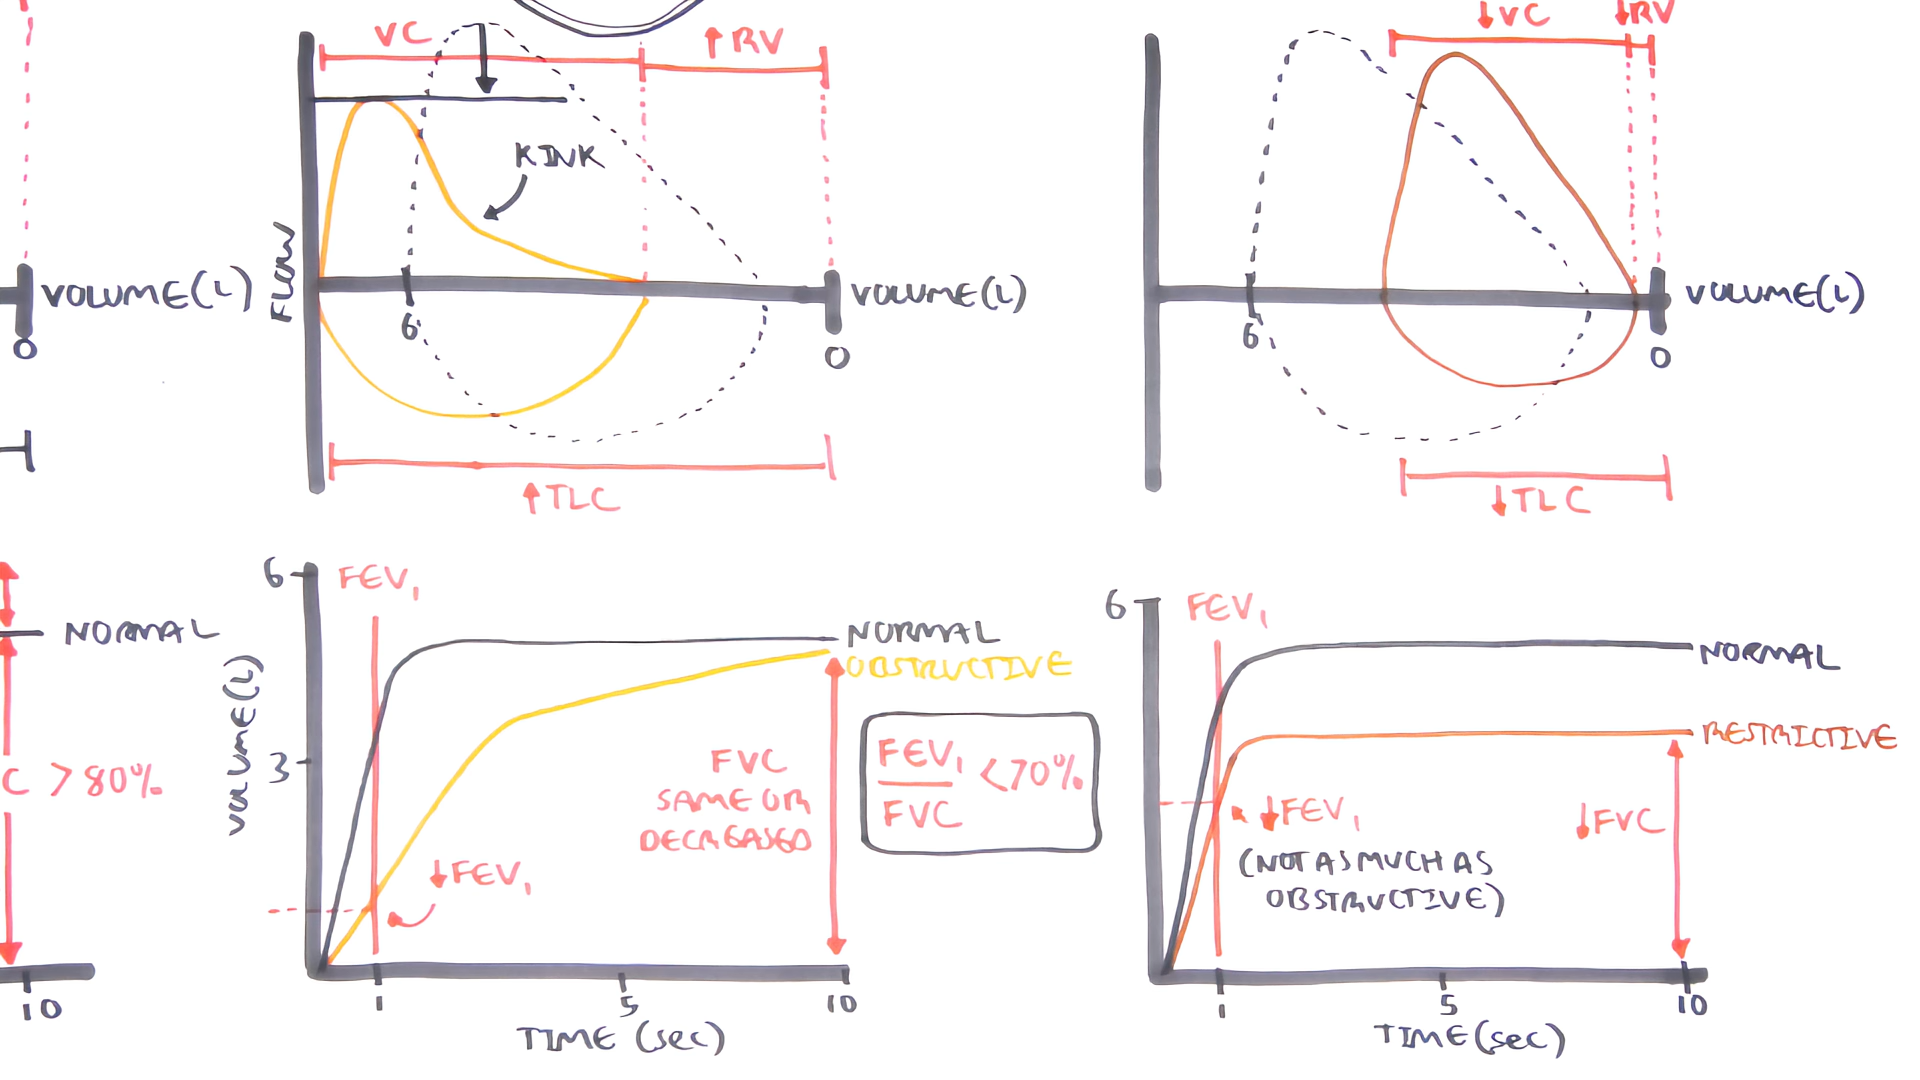 VC
↑ RV
KINK
FLOW
VOLUME(L)
0
6
VOLUME(L)
0
↑TLC
↓VC
↓RV
6
VOLUME(L)
0
↓TLC
NORMAL
C >80%
10
6
3
VOLUME(L)
FEV1
NORMAL
OBSTRUCTIVE
FVC
SAME OR
DECREASED
FEV1
FVC
<70%
↓FEV1
1
5
10
TIME (sec)
6
FEV1
NORMAL
RESTRICTIVE
↓FEV1
(NOT AS MUCH AS
OBSTRUCTIVE)
↓FVC
1
5
10
TIME (sec)